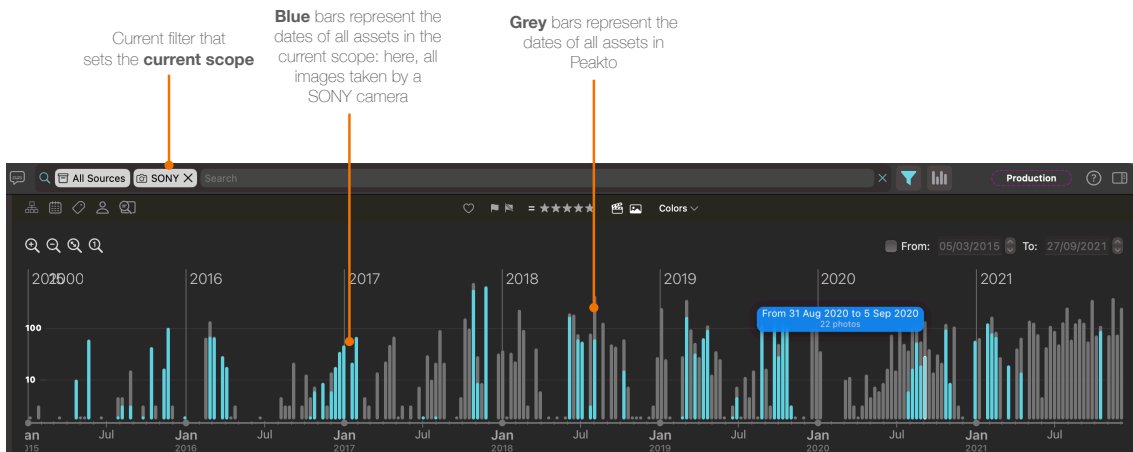 Current filter that
sets the current scope
Blue bars represent the
dates of all assets in the
current scope: here, all
images taken by a
SONY camera
Grey bars represent the
dates of all assets in
Peakto
All Sources SONY Search Production ?
= Colors
From: 05/03/2015 To: 27/09/2021
2016 2017 2018 2019 2020 2021
From 31 Aug 2020 to 5 Sep 2020
22 photos
100
10
an Jul Jan Jul Jan Jul Jan Jul Jan Jul Jan Jul Jan Jul
015 2016 2017 2018 2019 2020 2021